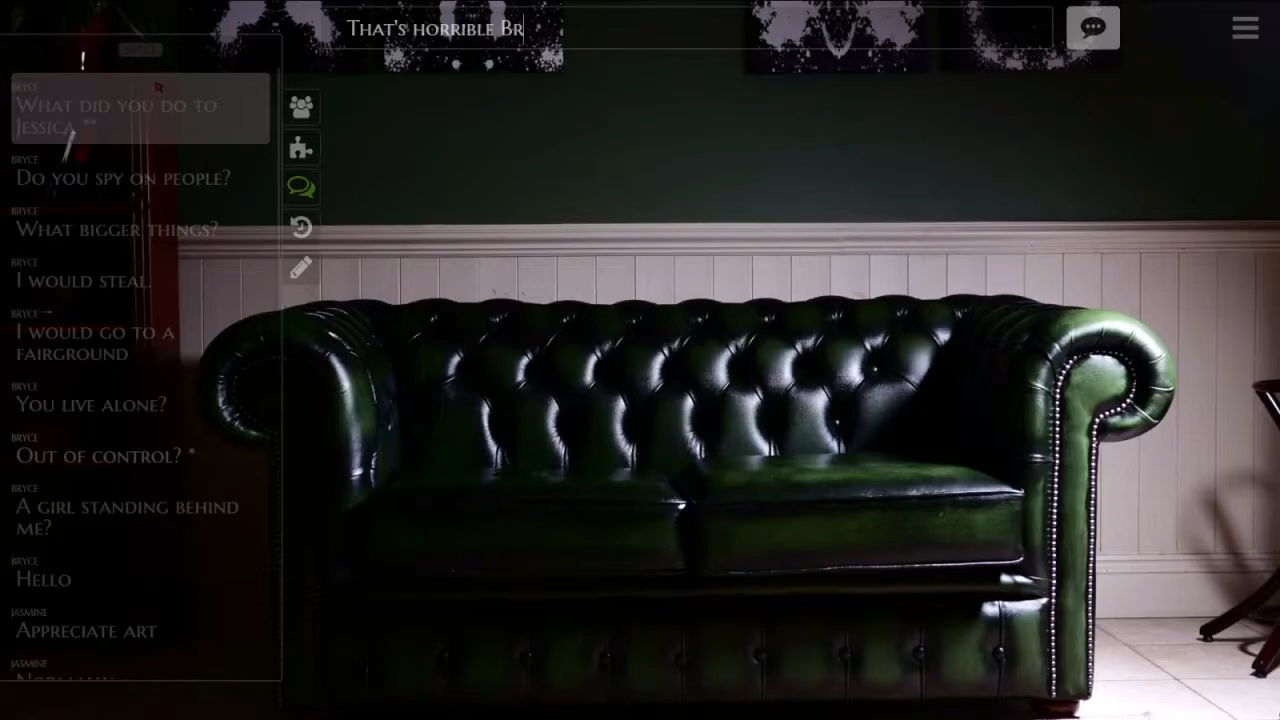 That's horrible Br
Bryce
What did you do to
Jessica **
Bryce
Do you spy on people?
Bryce
What bigger things?
Bryce
I would steal.
Bryce
I would go to a
fairground
Bryce
You live alone?
Bryce
Out of control? *
Bryce
A girl standing behind
me?
Bryce
Hello
Jasmine
Appreciate art
Jasmine